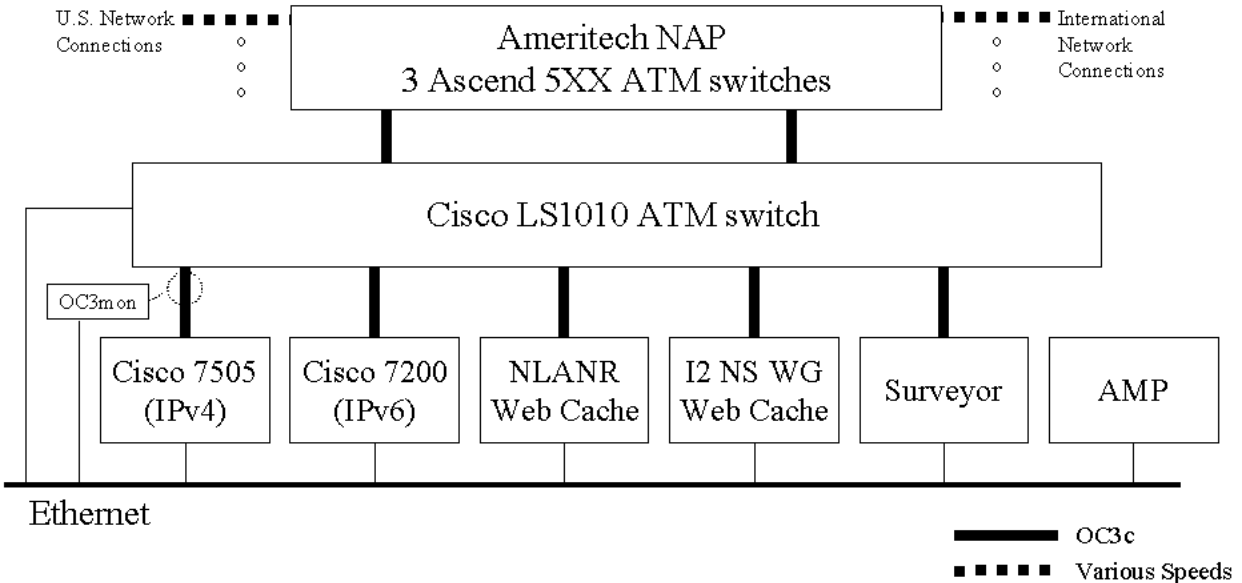 U.S. Network
Connections
Ameritech NAP
3 Ascend 5XX ATM switches
International
Network
Connections
Cisco LS1010 ATM switch
OC3mon
Cisco 7505
(IPv4)
Cisco 7200
(IPv6)
NLANR
Web Cache
I2 NS WG
Web Cache
Surveyor
AMP
Ethernet
OC3c
Various Speeds